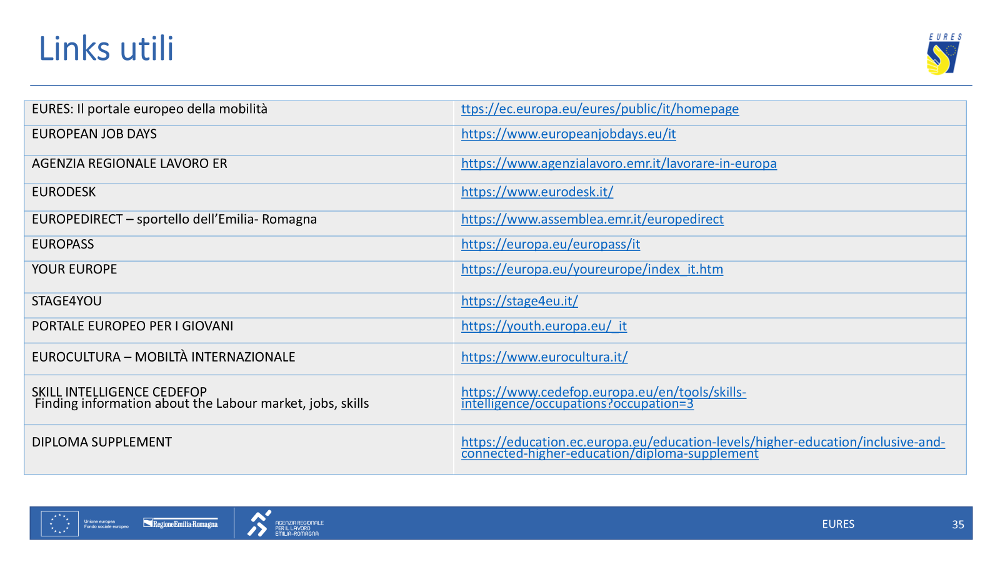 Links utili
EURES
EURES: Il portale europeo della mobilità
ttps://ec.europa.eu/eures/public/it/homepage
EUROPEAN JOB DAYS
https://www.europeanjobdays.eu/it
AGENZIA REGIONALE LAVORO ER
https://www.agenzialavoro.emr.it/lavorare-in-europa
EURODESK
https://www.eurodesk.it/
EUROPEDIRECT – sportello dell’Emilia- Romagna
https://www.assemblea.emr.it/europedirect
EUROPASS
https://europa.eu/europass/it
YOUR EUROPE
https://europa.eu/youreurope/index_it.htm
STAGE4YOU
https://stage4eu.it/
PORTALE EUROPEO PER I GIOVANI
https://youth.europa.eu/_it
EUROCULTURA – MOBILTÀ INTERNAZIONALE
https://www.eurocultura.it/
SKILL INTELLIGENCE CEDEFOP
Finding information about the Labour market, jobs, skills
https://www.cedefop.europa.eu/en/tools/skills-
intelligence/occupations?occupation=3
DIPLOMA SUPPLEMENT
https://education.ec.europa.eu/education-levels/higher-education/inclusive-and-
connected-higher-education/diploma-supplement
Unione europea
Fondo sociale europeo
RegioneEmilia-Romagna
AGENZIA REGIONALE
PER IL LAVORO
EMILIA-ROMAGNA
EURES
35